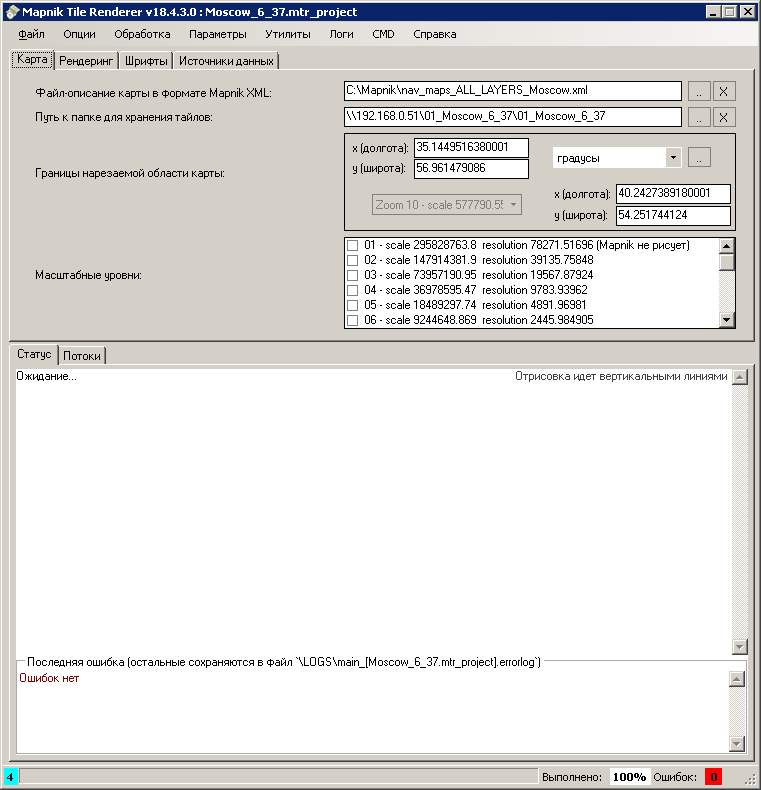 Mapnik Tile Renderer v18.4.3.0 : Moscow_6_37.mtr_project
Файл Опции Обработка Параметры Утилиты Логи CMD Справка
Карта Рендеринг Шрифты Источники данных
Файл-описание карты в формате Mapnik XML: C:\Mapnik\nav_maps_ALL_LAYERS_Moscow.xml .. X
Путь к папке для хранения тайлов: \\192.168.0.51\01_Moscow_6_37\01_Moscow_6_37 .. X
Границы нарезаемой области карты:
x (долгота): 35.1449516380001
y (широта): 56.961479086
градусы ..
Zoom 10 - scale 577790.55
x (долгота): 40.2427389180001
y (широта): 54.251744124
Масштабные уровни:
01 - scale 295828763.8 resolution 78271.51696 (Mapnik не рисует)
02 - scale 147914381.9 resolution 39135.75848
03 - scale 73957190.95 resolution 19567.87924
04 - scale 36978595.47 resolution 9783.93962
05 - scale 18489297.74 resolution 4891.96981
06 - scale 9244648.869 resolution 2445.984905
Статус Потоки
Ожидание... Отрисовка идет вертикальными линиями
Последняя ошибка (остальные сохраняются в файл `\LOGS\main_[Moscow_6_37.mtr_project].errorlog`)
Ошибок нет
4 Выполнено: 100% Ошибок: 0